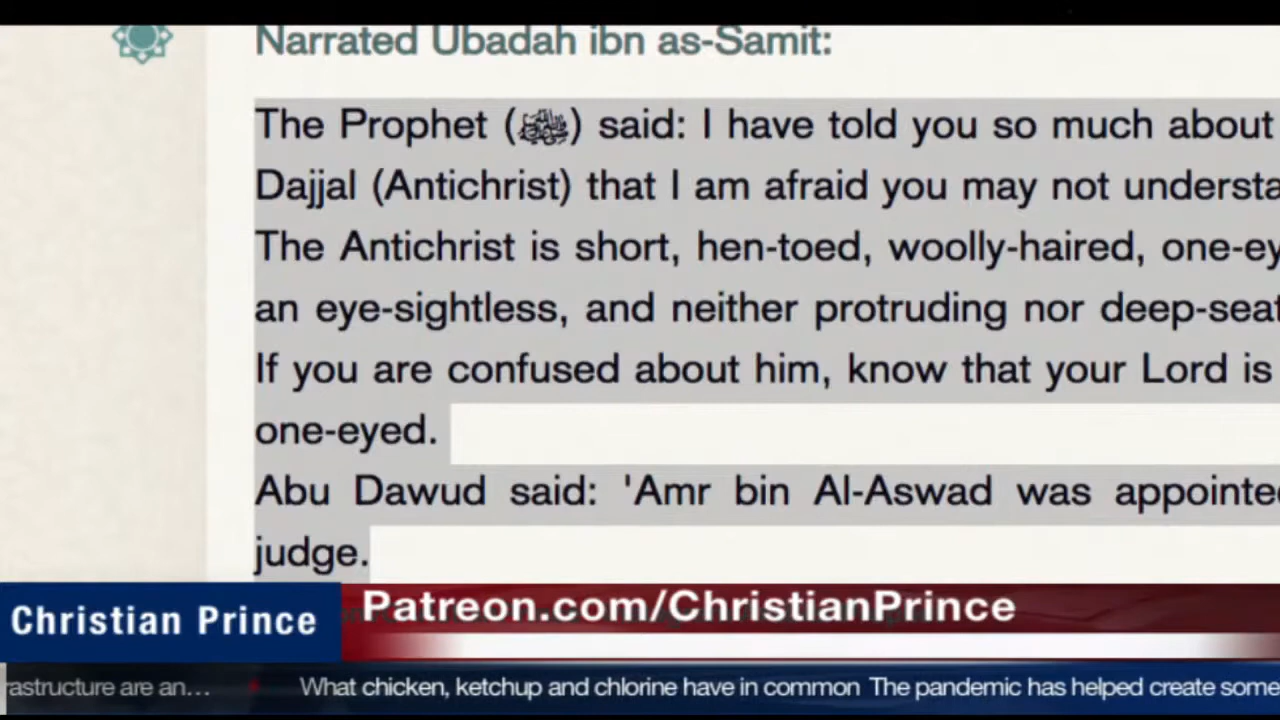 Narrated Ubadah ibn as-Samit:
The Prophet (ﷺ) said: I have told you so much about
Dajjal (Antichrist) that I am afraid you may not understa
The Antichrist is short, hen-toed, woolly-haired, one-ey
an eye-sightless, and neither protruding nor deep-seat
If you are confused about him, know that your Lord is
one-eyed.
Abu Dawud said: 'Amr bin Al-Aswad was appointe
judge.
Christian Prince
Patreon.com/ChristianPrince
rastructure are an... What chicken, ketchup and chlorine have in common The pandemic has helped create some